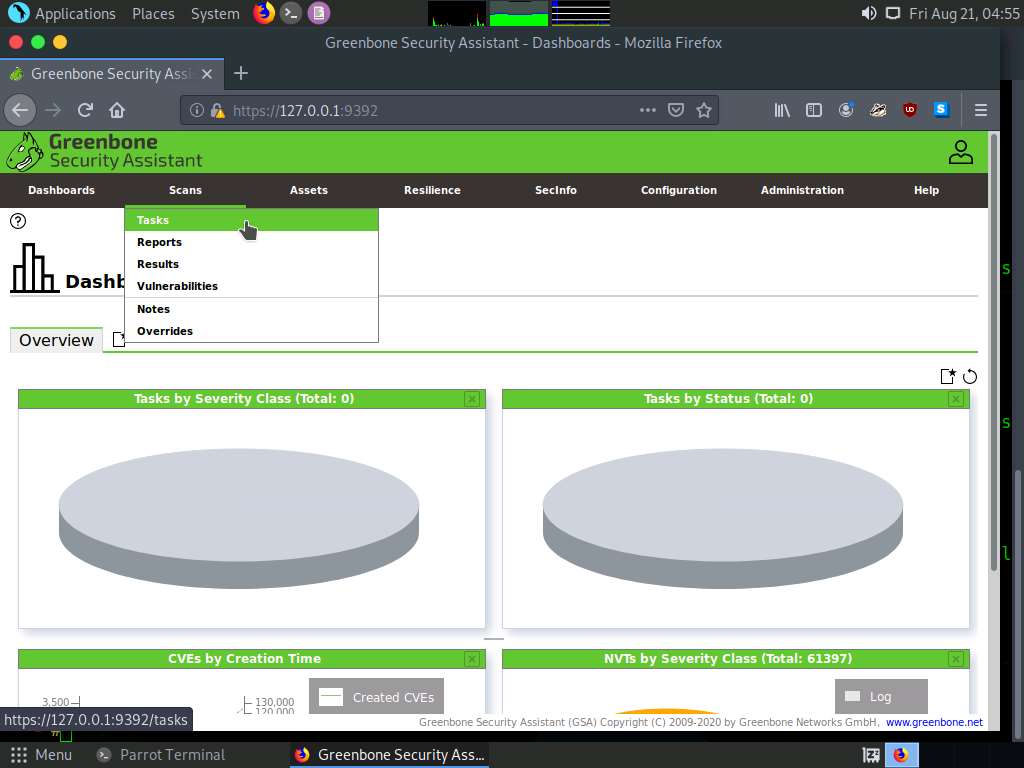 Applications Places System Fri Aug 21, 04:55
Greenbone Security Assistant - Dashboards - Mozilla Firefox
Greenbone Security Assis
https://127.0.0.1:9392
Greenbone
Security Assistant
Dashboards Scans Assets Resilience SecInfo Configuration Administration Help
Tasks
Reports
Results
Vulnerabilities
Notes
Overrides
Dashb
Overview
Tasks by Severity Class (Total: 0)
Tasks by Status (Total: 0)
CVEs by Creation Time
NVTs by Severity Class (Total: 61397)
3,500
130,000
120,000
Created CVEs
Log
https://127.0.0.1:9392/tasks
Greenbone Security Assistant (GSA) Copyright (C) 2009-2020 by Greenbone Networks GmbH, www.greenbone.net
s
s
l
Menu Parrot Terminal Greenbone Security Ass...